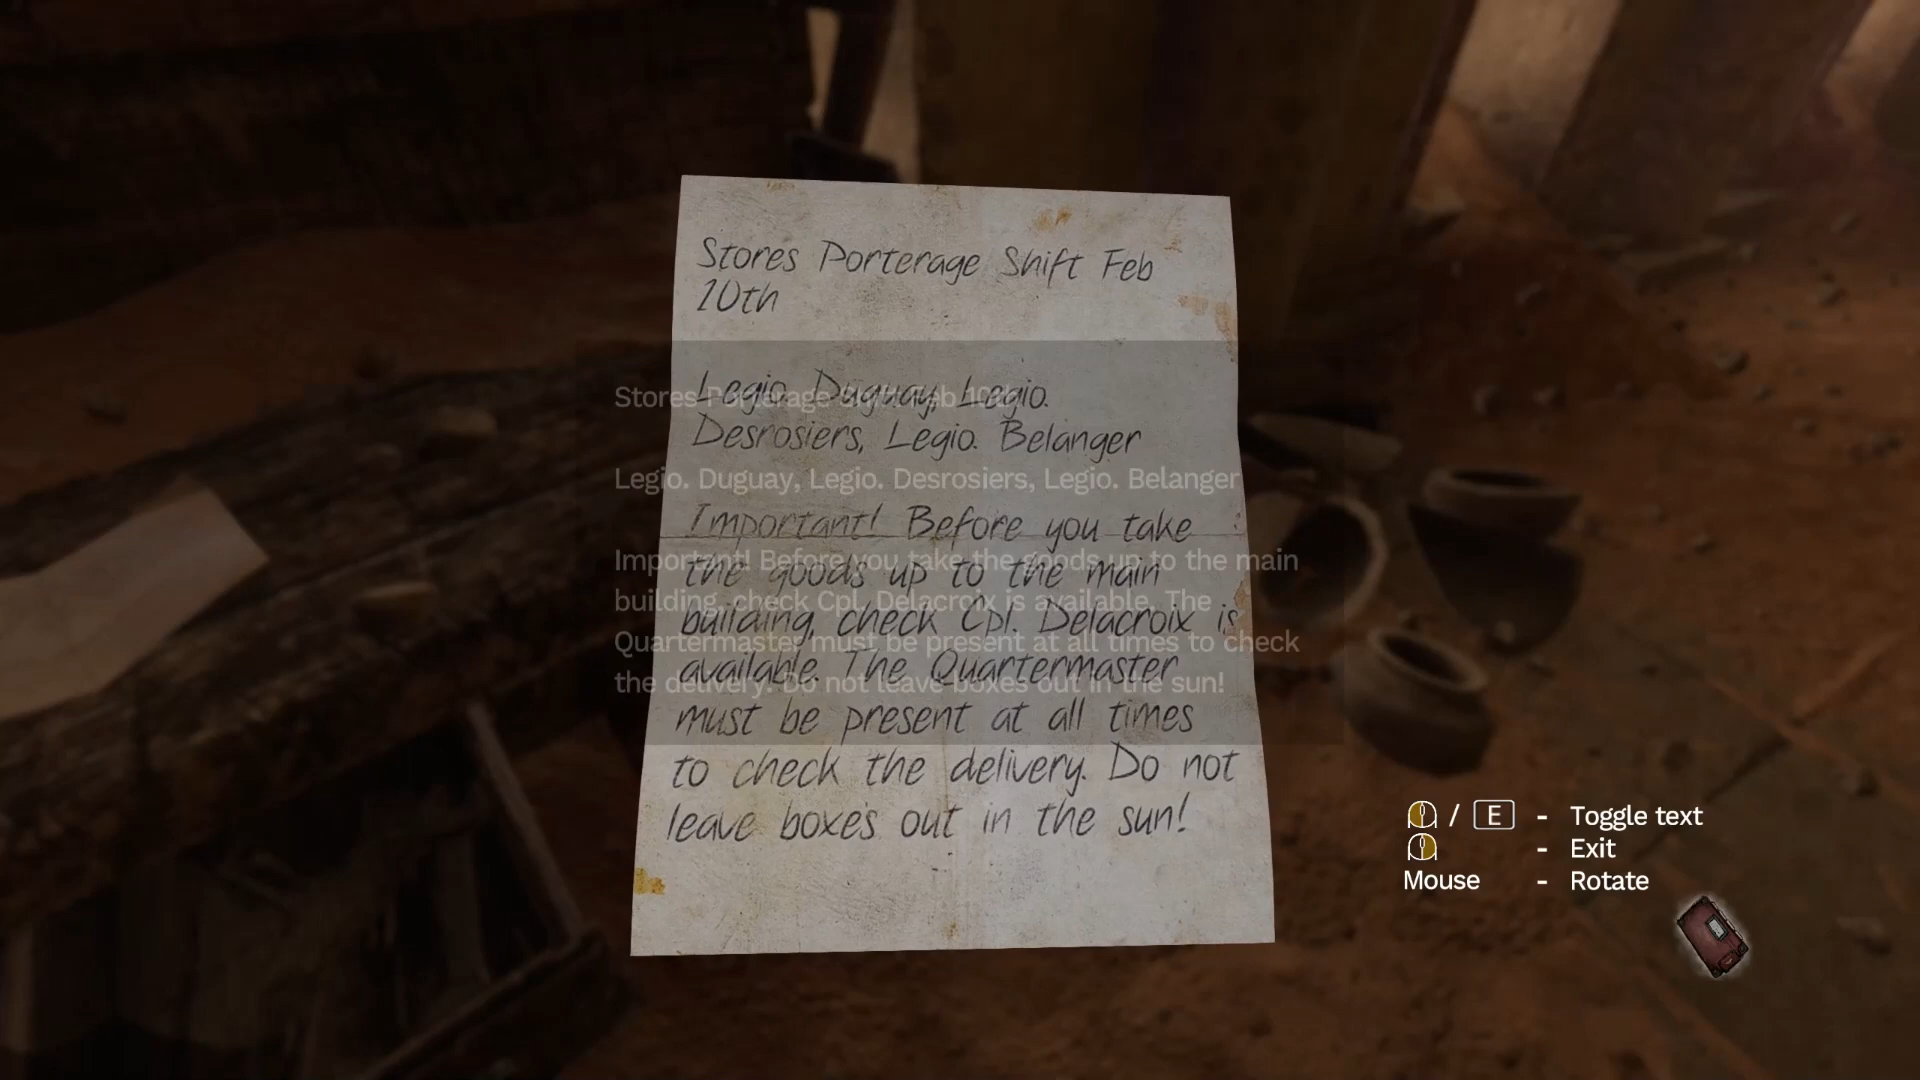 Stores Porterage Shift Feb
10th
Legio. Duguay, Legio.
Desrosiers, Legio. Belanger
Important! Before you take
the goods up to the main
building, check Cpl. Delacroix is
available. The Quartermaster
must be present at all times
to check the delivery. Do not
leave boxes out in the sun!
Stores Porterage Shift Feb 10th
Legio. Duguay, Legio. Desrosiers, Legio. Belanger
Important! Before you take the goods up to the main
building, check Cpl. Delacroix is available. The
Quartermaster must be present at all times to check
the delivery. Do not leave boxes out in the sun!
/ E - Toggle text
- Exit
Mouse - Rotate